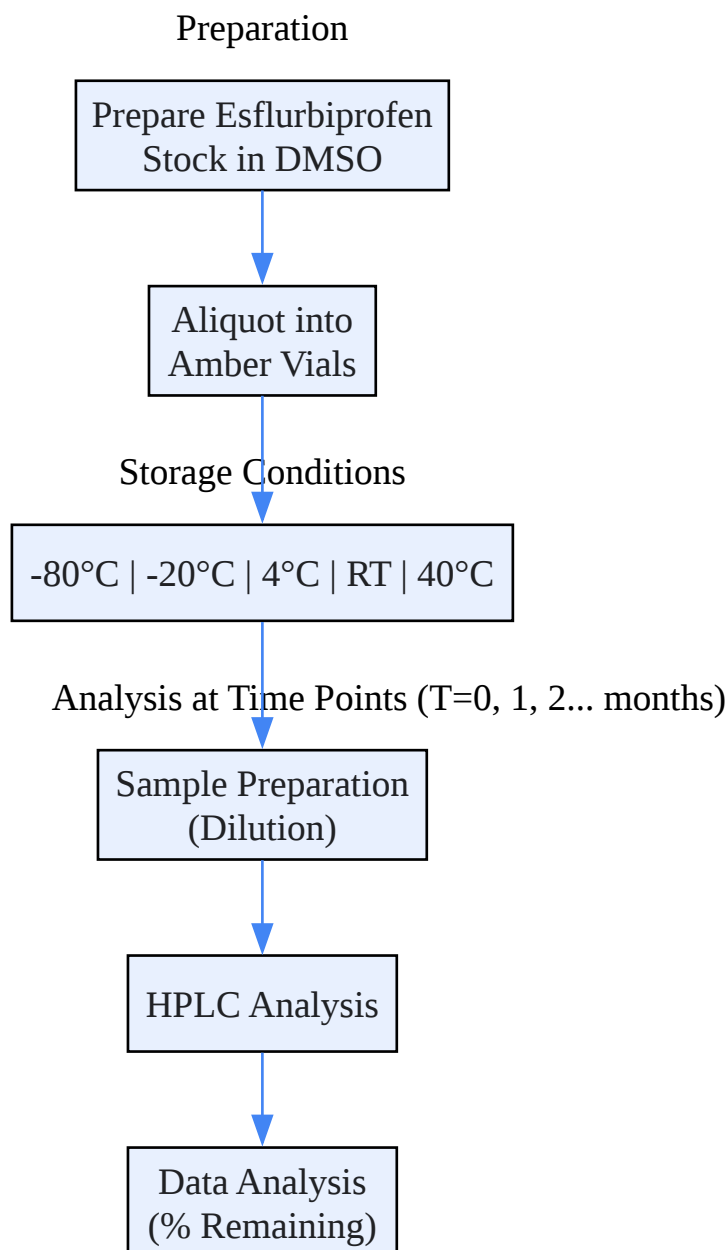 Preparation
Prepare Esflurbiprofen
Stock in DMSO
Aliquot into
Amber Vials
Storage Conditions
-80°C | -20°C | 4°C | RT | 40°C
Analysis at Time Points (T=0, 1, 2... months)
Sample Preparation
(Dilution)
HPLC Analysis
Data Analysis
(% Remaining)